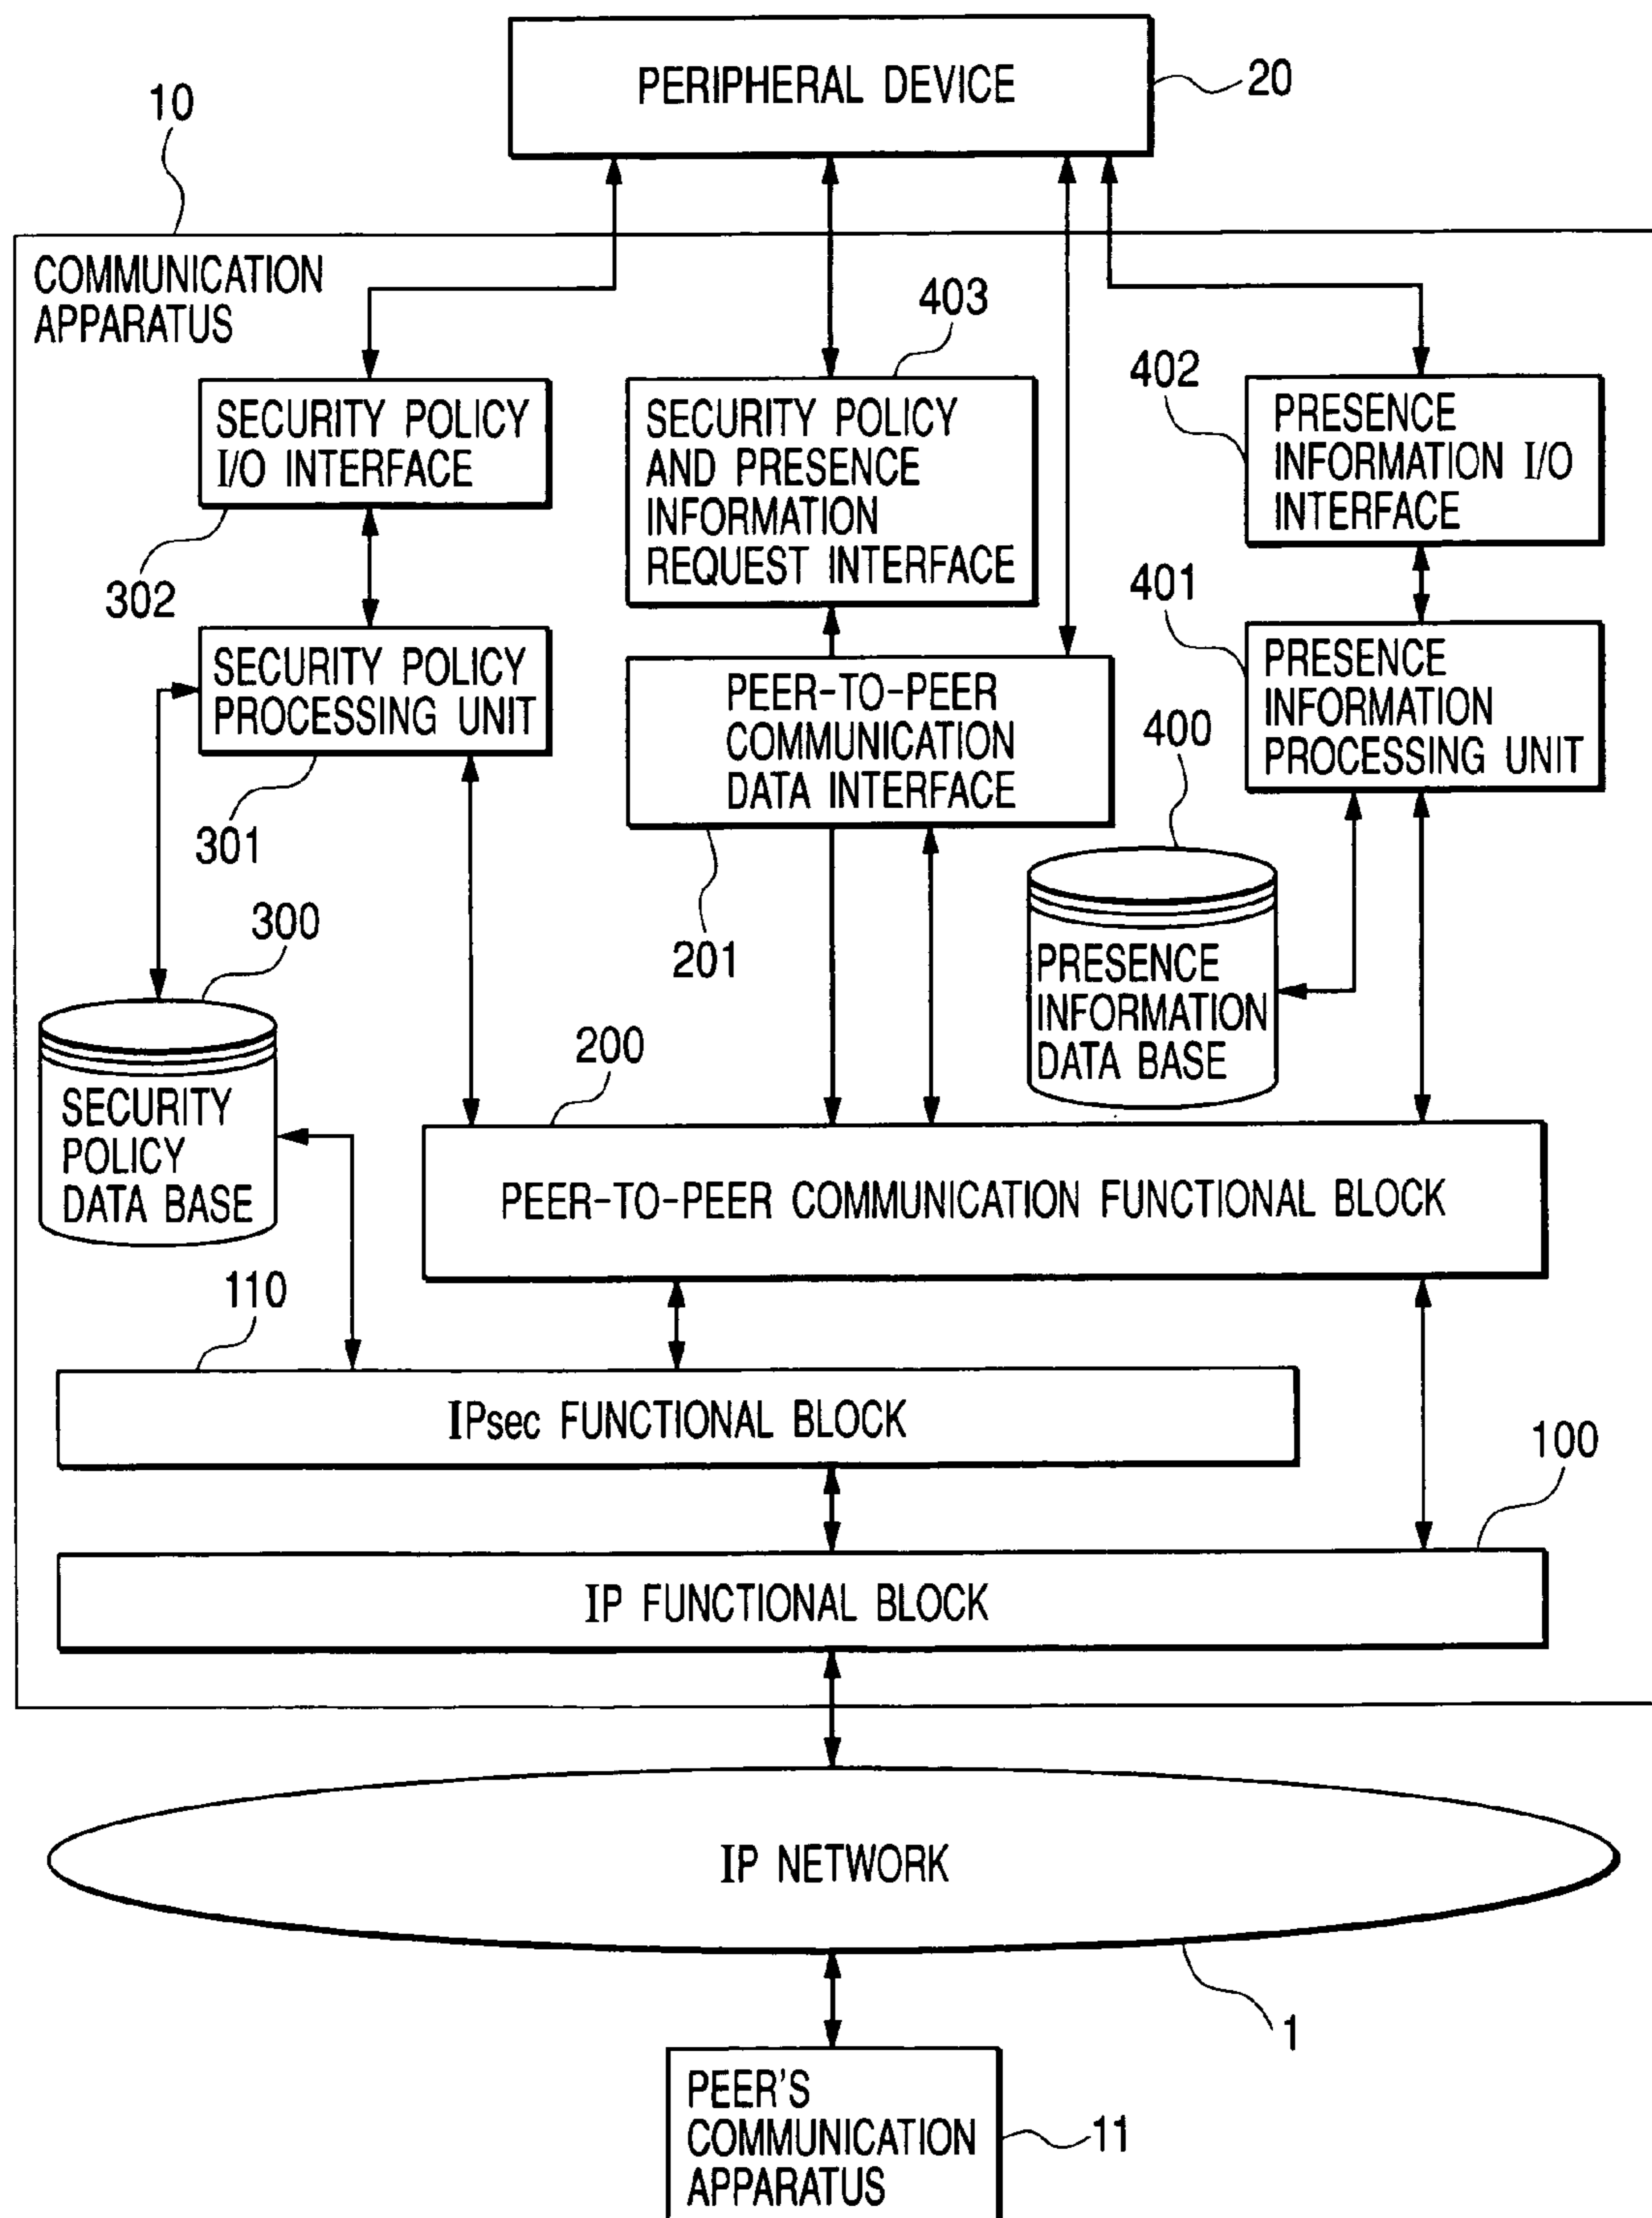 PERIPHERAL DEVICE
20
10
COMMUNICATION
APPARATUS
403
402
SECURITY POLICY
I/O INTERFACE
SECURITY POLICY
AND PRESENCE
INFORMATION
REQUEST INTERFACE
PRESENCE
INFORMATION I/O
INTERFACE
302
401
SECURITY POLICY
PROCESSING UNIT
PEER-TO-PEER
COMMUNICATION
DATA INTERFACE
PRESENCE
INFORMATION
PROCESSING UNIT
400
301
300
201
PRESENCE
INFORMATION
DATA BASE
200
SECURITY
POLICY
DATA BASE
PEER-TO-PEER COMMUNICATION FUNCTIONAL BLOCK
110
IPsec FUNCTIONAL BLOCK
100
IP FUNCTIONAL BLOCK
IP NETWORK
1
PEER'S
COMMUNICATION
APPARATUS
11